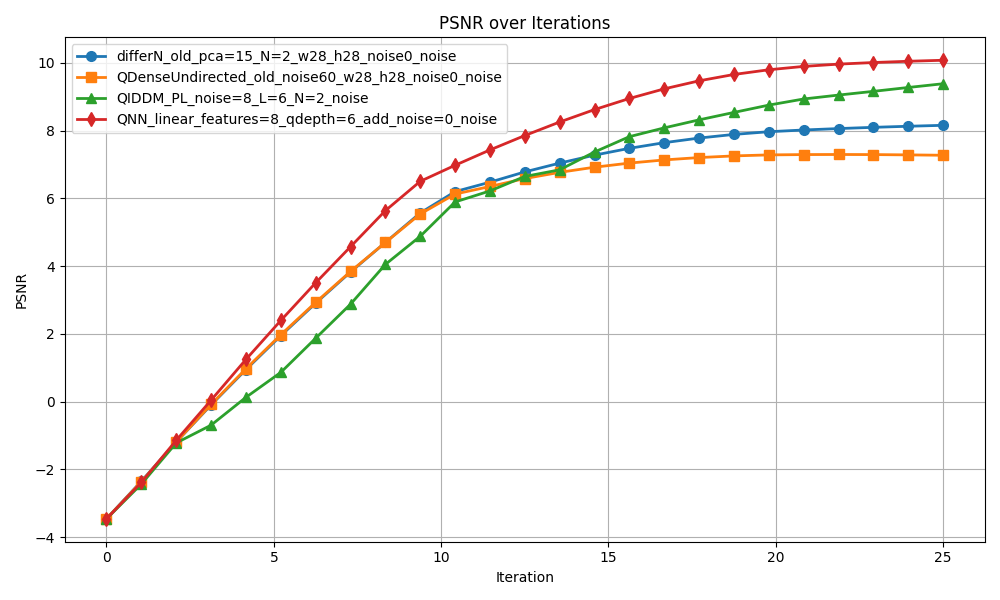 PSNR over Iterations
differN_old_pca=15_N=2_w28_h28_noise0_noise
QDenseUndirected_old_noise60_w28_h28_noise0_noise
QIDDM_PL_noise=8_L=6_N=2_noise
QNN_linear_features=8_qdepth=6_add_noise=0_noise
PSNR
10
8
6
4
2
0
−2
−4
0 5 10 15 20 25
Iteration